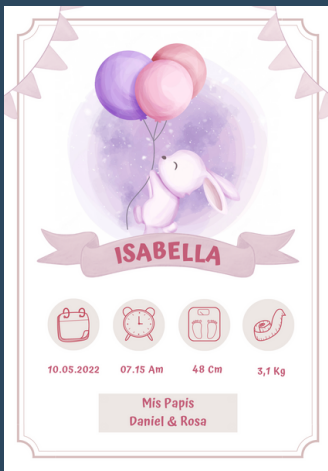 ISABELLA
10.05.2022
07.15 Am
48 Cm
3,1 Kg
Mis Papis
Daniel & Rosa